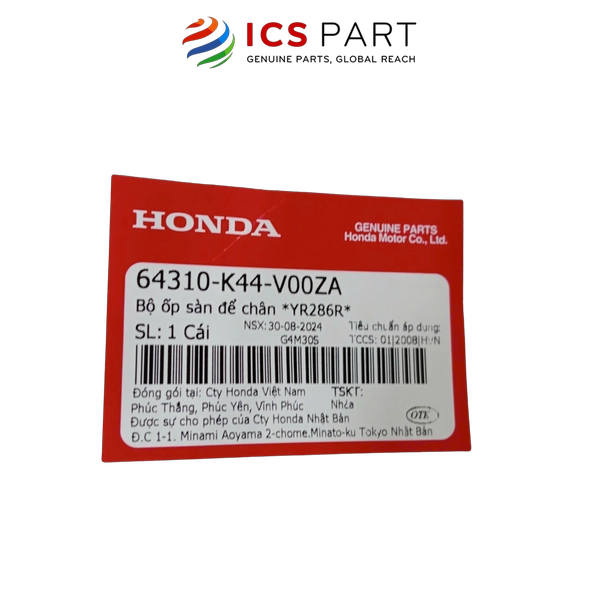 ICS PART
GENUINE PARTS, GLOBAL REACH
HONDA
GENUINE PARTS
Honda Motor Co., Ltd.
64310-K44-V00ZA
Bộ ốp sàn để chân *YR286R*
SL: 1 Cái
NSX: 30-08-2024
G4M30S
Tiêu chuẩn áp dụng:
TCCS: 01|2008|HVN
Đóng gói tại: Cty Honda Việt Nam
Phúc Thắng, Phúc Yên, Vĩnh Phúc
TSKT:
Nhựa
Được sự cho phép của Cty Honda Nhật Bản
Đ.C 1-1. Minami Aoyama 2-chome.Minato-ku Tokyo Nhật Bản
OTK